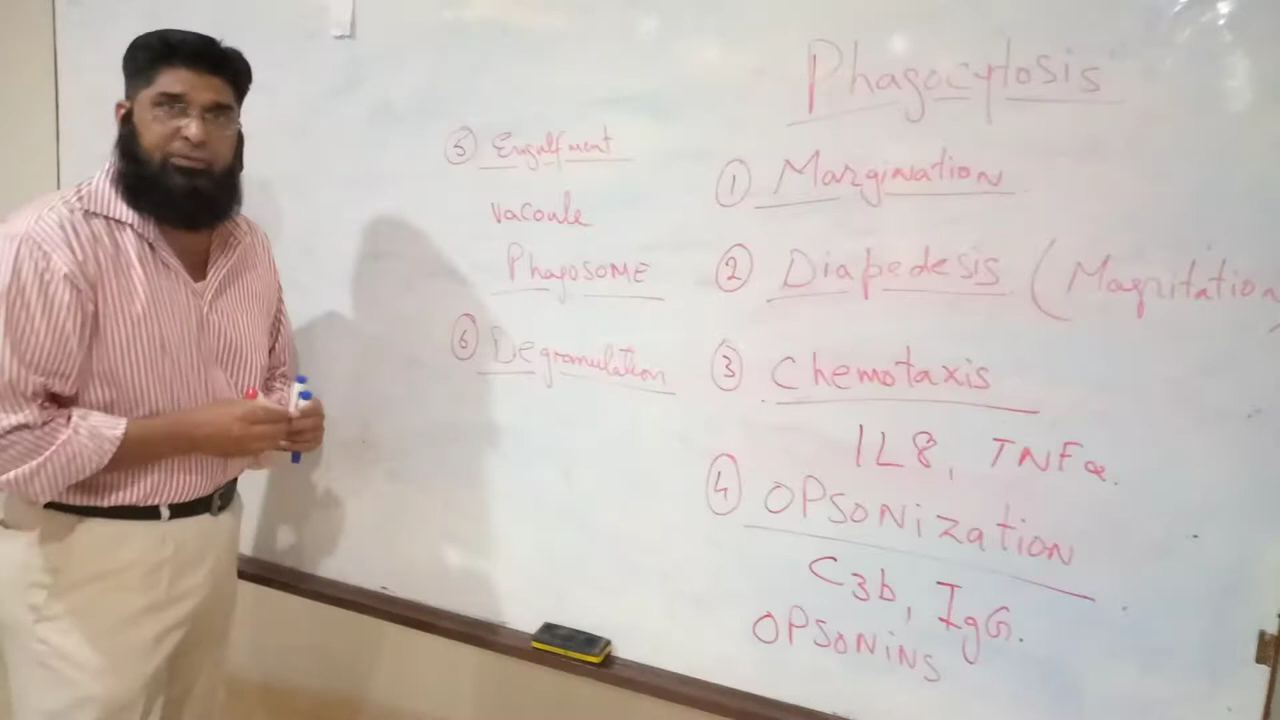 Phagocytosis
① Margination
② Diapedesis (Magritation)
③ Chemotaxis
IL8, TNFα.
④ OPSONization
C3b, IgG.
OPSONiNS
⑤ Engulfment
Vacoule
PhagoSOME
⑥ Degranulation